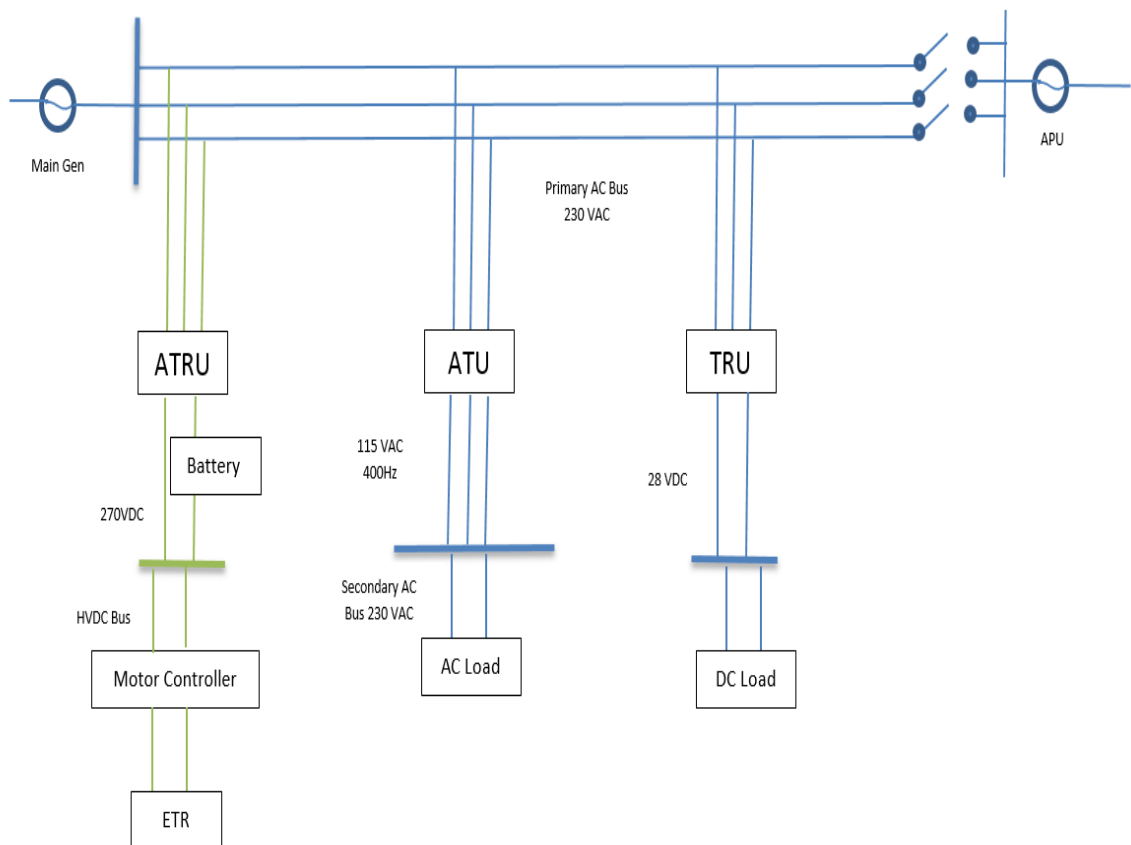 Main Gen
APU
Primary AC Bus
230 VAC
ATRU
ATU
TRU
Battery
115 VAC
400Hz
28 VDC
270VDC
Secondary AC
Bus 230 VAC
HVDC Bus
Motor Controller
AC Load
DC Load
ETR